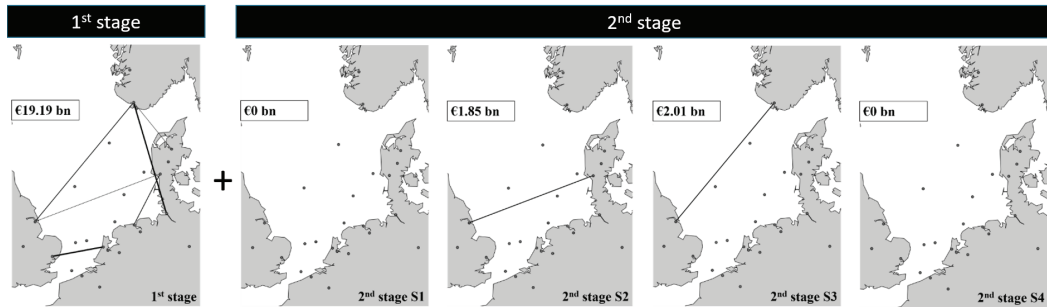 1st stage
2nd stage
€19.19 bn
€0 bn
€1.85 bn
€2.01 bn
€0 bn
+
1st stage
2nd stage S1
2nd stage S2
2nd stage S3
2nd stage S4